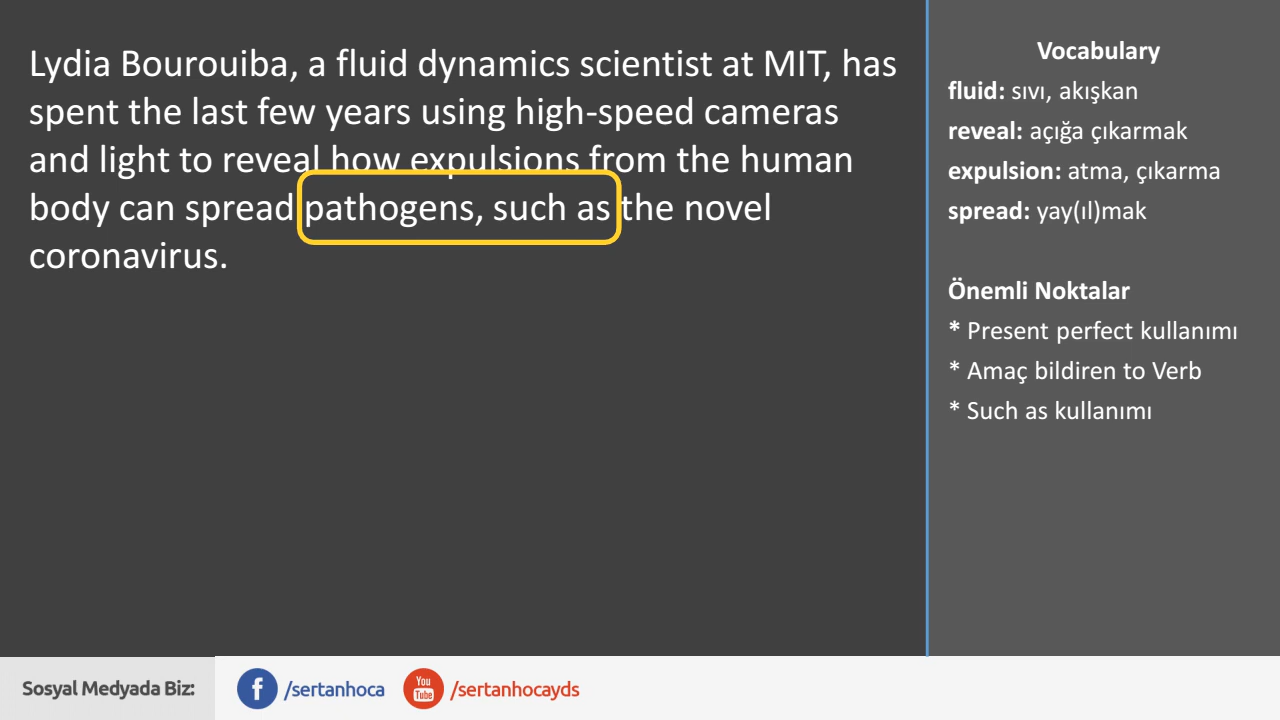 Lydia Bourouiba, a fluid dynamics scientist at MIT, has
spent the last few years using high-speed cameras
and light to reveal how expulsions from the human
body can spread pathogens, such as the novel
coronavirus.
Vocabulary
fluid: sıvı, akışkan
reveal: açığa çıkarmak
expulsion: atma, çıkarma
spread: yay(ıl)mak
Önemli Noktalar
* Present perfect kullanımı
* Amaç bildiren to Verb
* Such as kullanımı
Sosyal Medyada Biz:
f /sertanhoca
You
Tube
/sertanhocayds